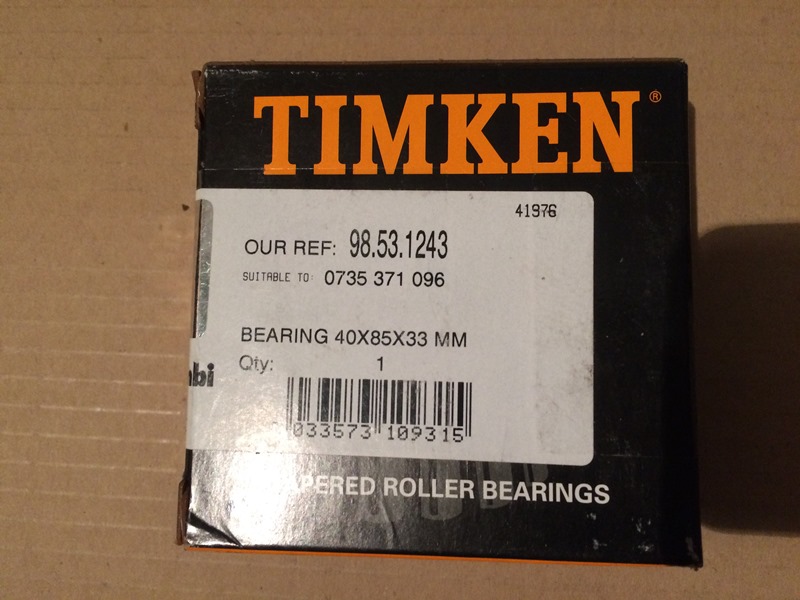 TIMKEN®
41976
OUR REF: 98.53.1243
SUITABLE TO: 0735 371 096
BEARING 40X85X33 MM
Qty: 1
bi
033573 109315
PERED ROLLER BEARINGS